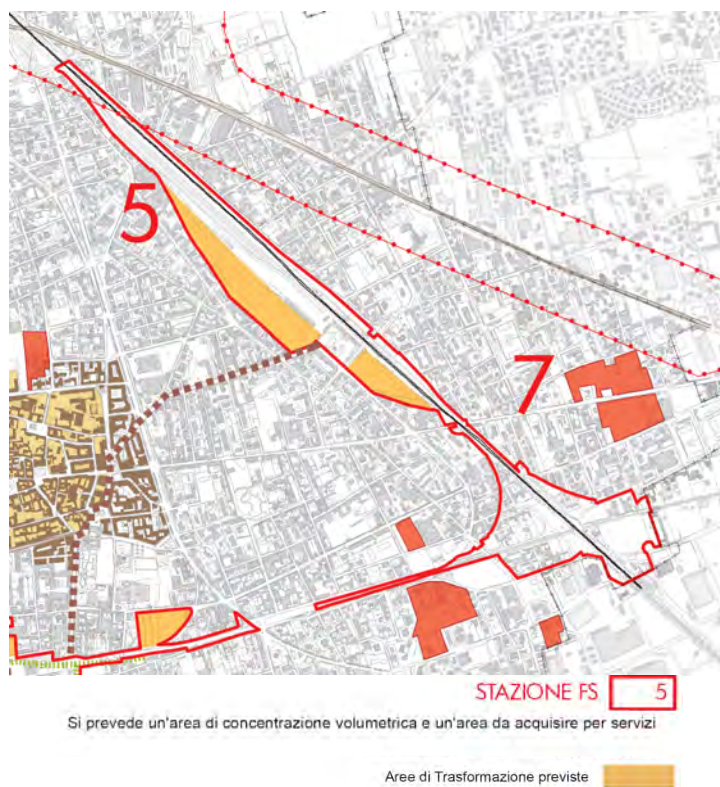 5
7
STAZIONE FS 5
Si prevede un'area di concentrazione volumetrica e un'area da acquisire per servizi
Aree di Trasformazione previste